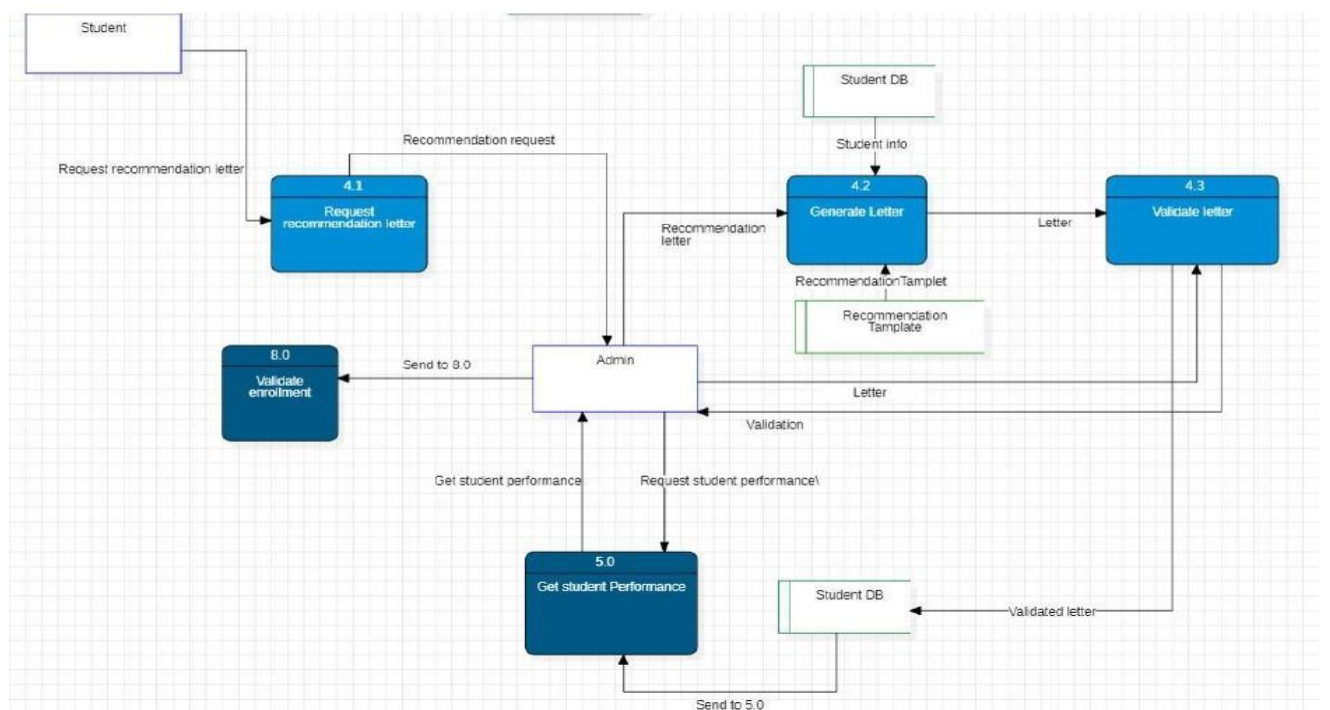 Student
Student DB
Recommendation request
Student info
Request recommendation letter
4.1
Request
recommendation letter
4.2
Generate Letter
4.3
Validate letter
Recommendation
letter
Letter
RecommendationTamplet
Recommendation
Tamplate
8.0
Validate
enrollment
Send to 8.0
Admin
Letter
Validation
Get student performance
Request student performance\
5.0
Get student Performance
Student DB
Validated letter
Send to 5.0